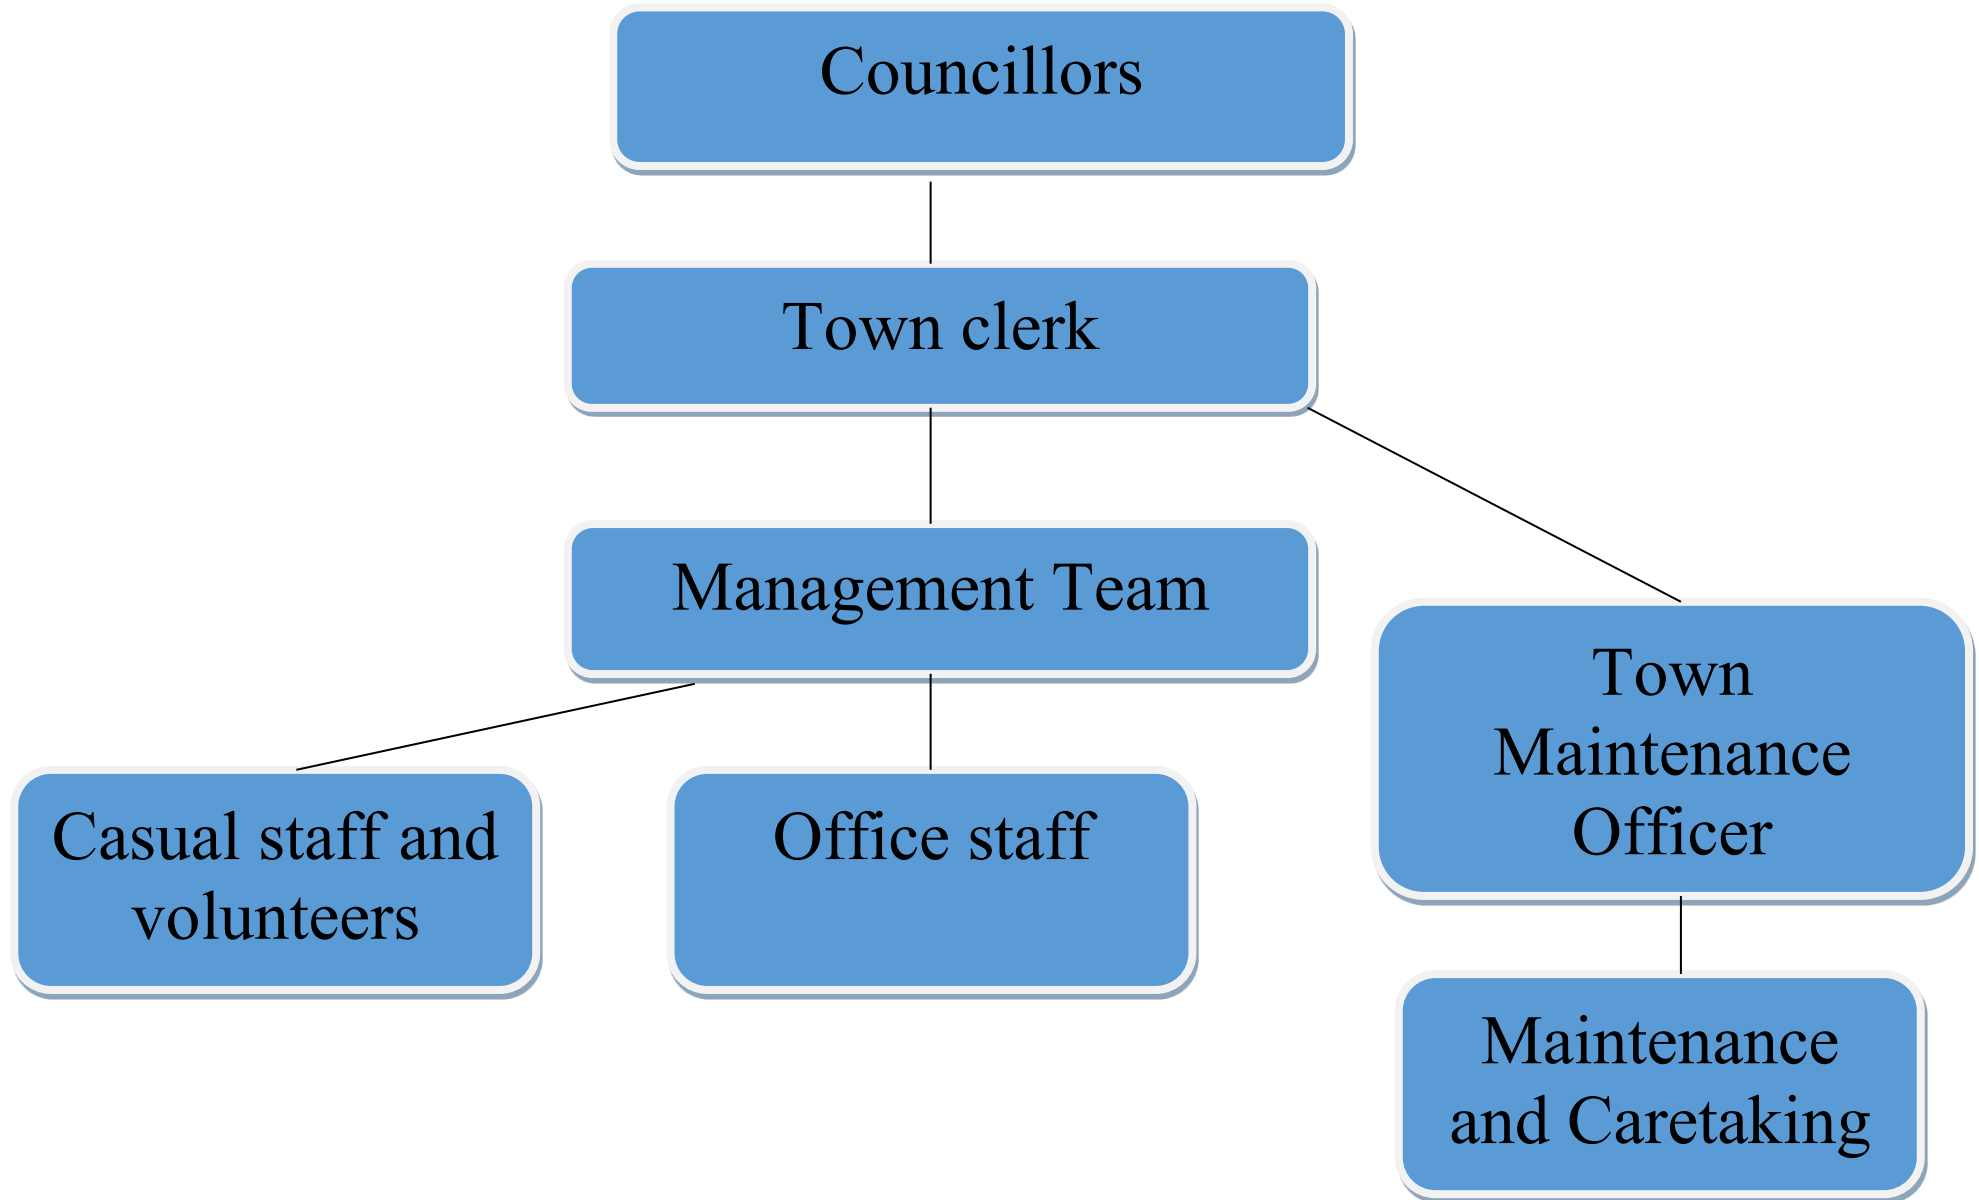 Councillors
Town clerk
Management Team
Town
Maintenance
Officer
Casual staff and
volunteers
Office staff
Maintenance
and Caretaking